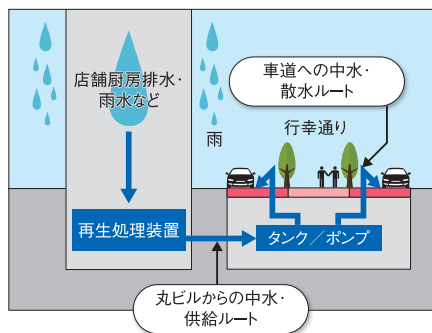 店舗厨房排水・
雨水など
雨
車道への中水・
散水ルート
行幸通り
再生処理装置
タンク／ポンプ
丸ビルからの中水・
供給ルート